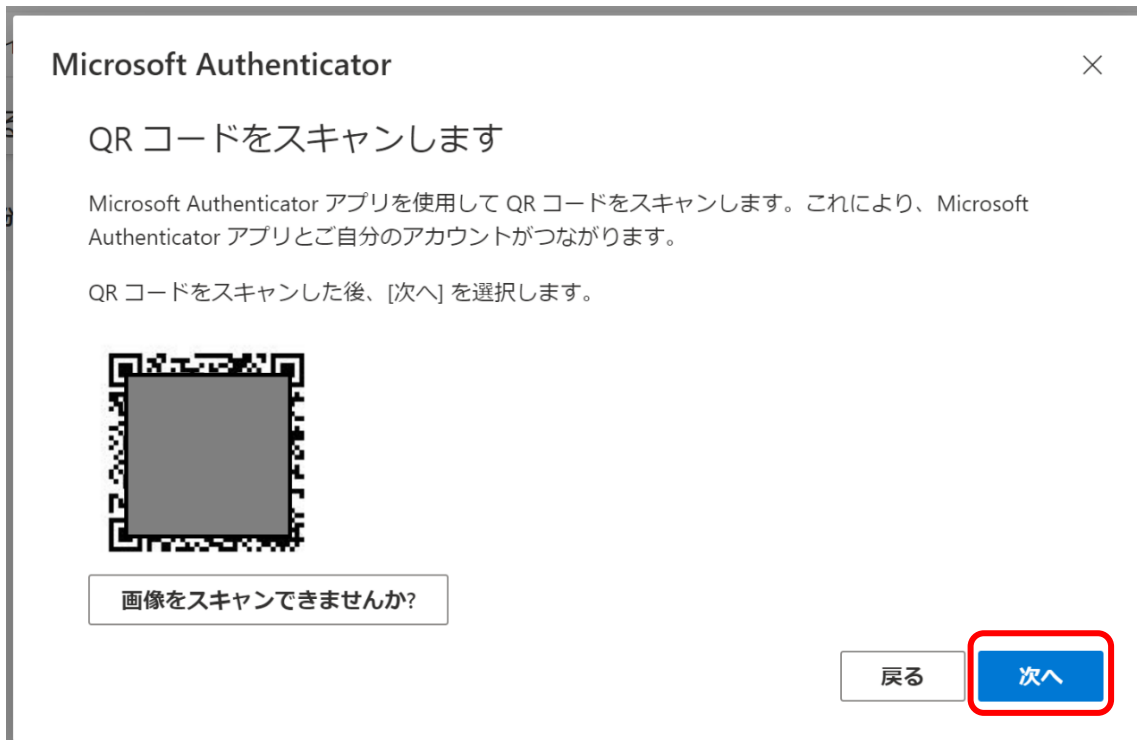 Microsoft Authenticator
QR コードをスキャンします
Microsoft Authenticator アプリを使用して QR コードをスキャンします。これにより、Microsoft
Authenticator アプリとご自分のアカウントがつながります。
QR コードをスキャンした後、[次へ] を選択します。
画像をスキャンできませんか?
戻る
次へ